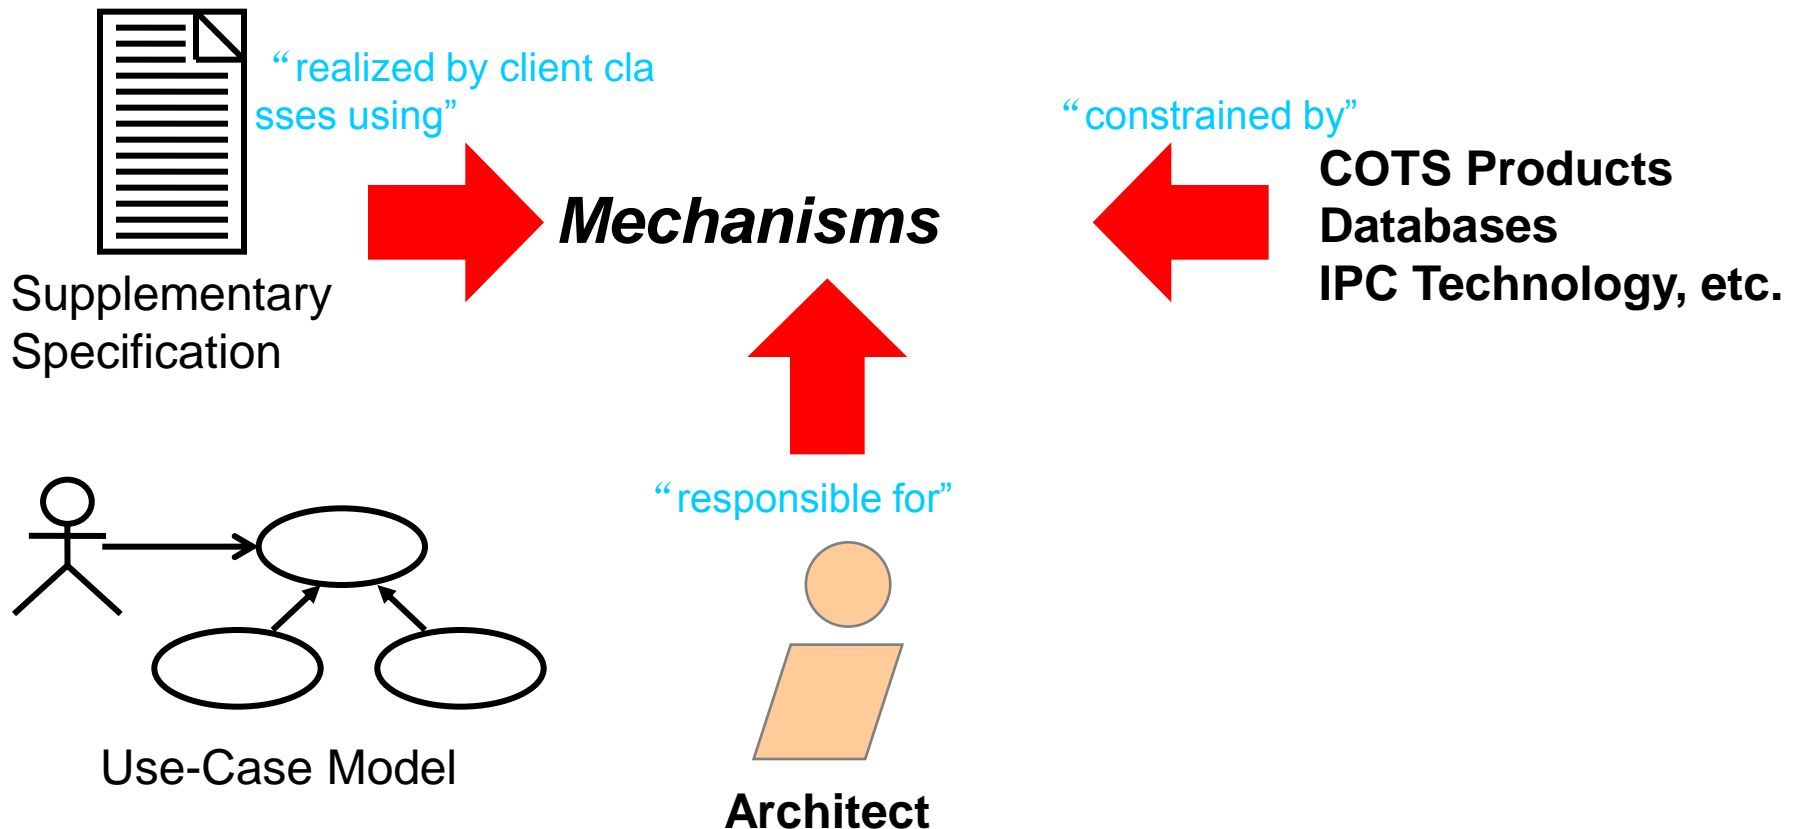 “realized by client cla
sses using”
“constrained by”
COTS Products
Databases
IPC Technology, etc.
Mechanisms
Supplementary
Specification
“responsible for”
Use-Case Model
Architect